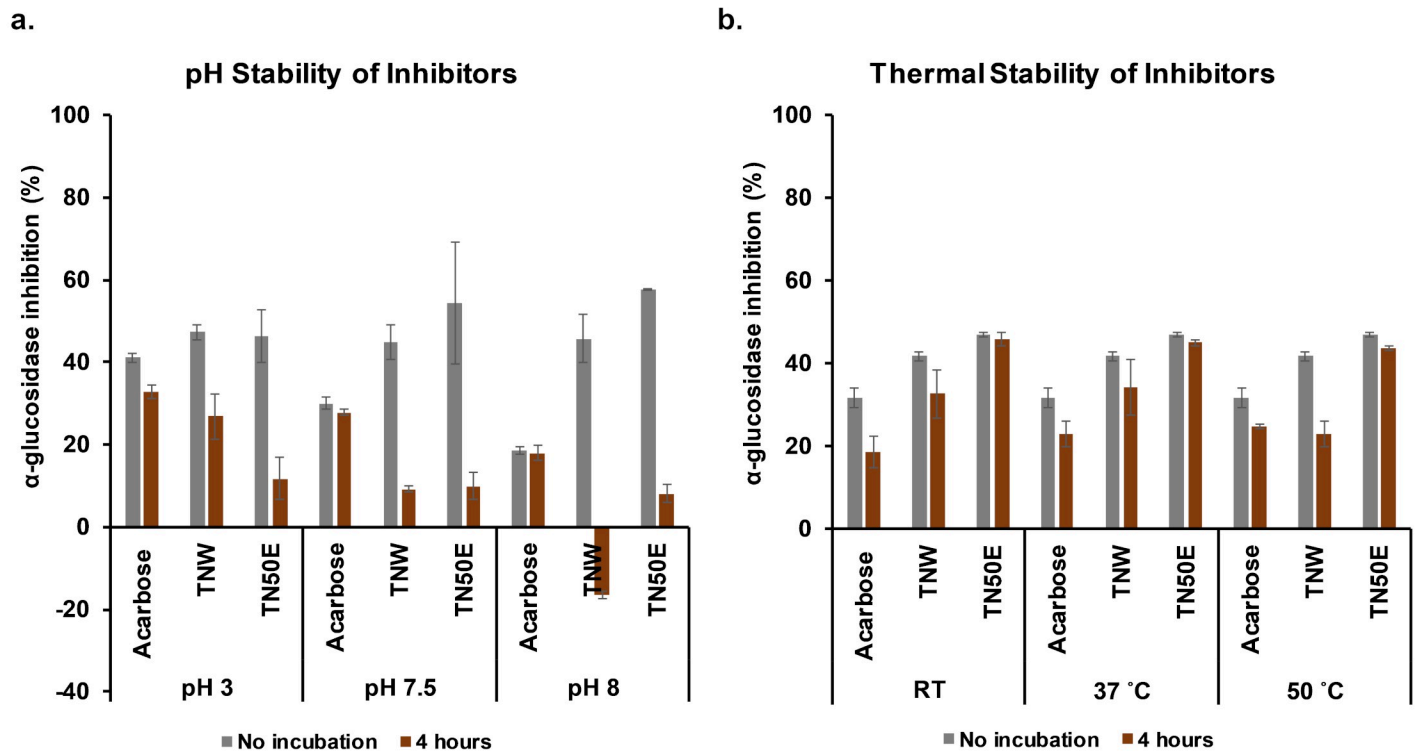 a.
pH Stability of Inhibitors
α-glucosidase inhibition (%)
100
80
60
40
20
0
-20
-40
Acarbose
TNW
TN50E
Acarbose
TNW
TN50E
Acarbose
TNW
TN50E
pH 3
pH 7.5
pH 8
No incubation
4 hours
b.
Thermal Stability of Inhibitors
α-glucosidase inhibition (%)
100
80
60
40
20
0
Acarbose
TNW
TN50E
Acarbose
TNW
TN50E
Acarbose
TNW
TN50E
RT
37 ˚C
50 ˚C
No incubation
4 hours